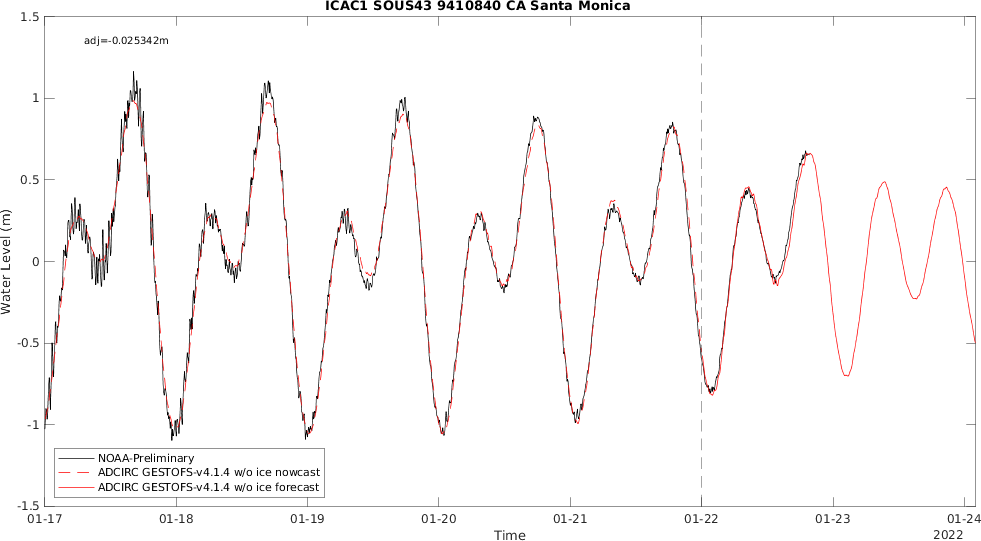 ICAC1 SOUS43 9410840 CA Santa Monica
adj=-0.025342m
1.5
1
0.5
0
-0.5
-1
-1.5
Water Level (m)
NOAA-Preliminary
ADCIRC GESTOFS-v4.1.4 w/o ice nowcast
ADCIRC GESTOFS-v4.1.4 w/o ice forecast
01-17 01-18 01-19 01-20 01-21 01-22 01-23 01-24
Time
2022